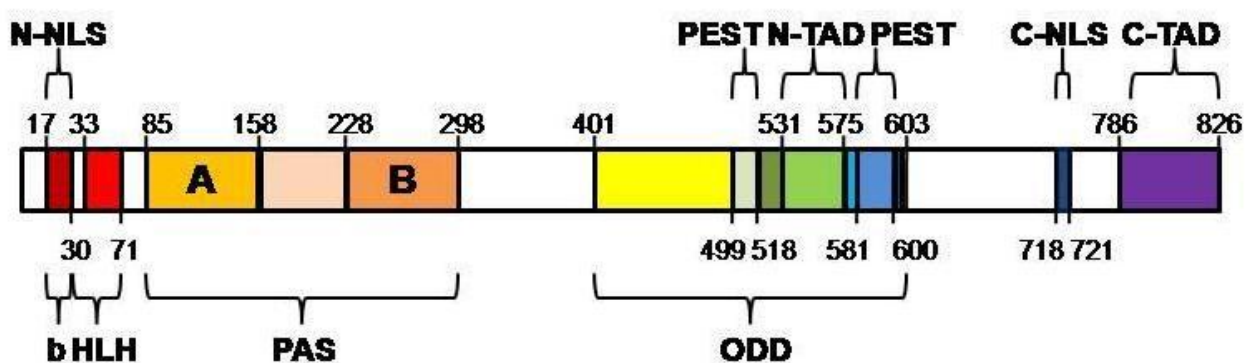 N-NLS PEST N-TAD PEST C-NLS C-TAD
17 33 85 158 228 298 401 531 575 603 786 826
A B
30 71 499 518 581 600 718 721
b HLH PAS ODD